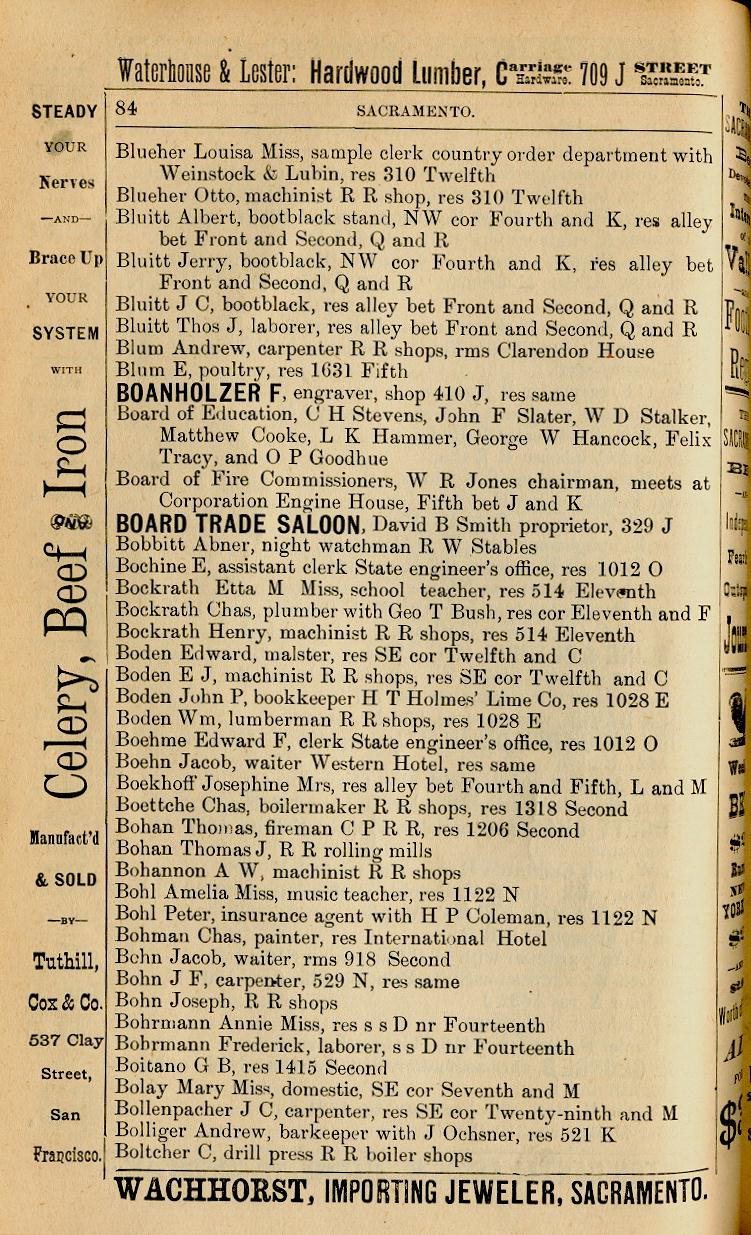 Waterhouse & Lester: Hardwood Lumber, Carriage Hardware. 709 J STREET Sacramento.
84 SACRAMENTO.
Blueher Louisa Miss, sample clerk country order department with
Weinstock & Lubin, res 310 Twelfth
Blueher Otto, machinist R R shop, res 310 Twelfth
Bluitt Albert, bootblack stand, NW cor Fourth and K, res alley
bet Front and Second, Q and R
Bluitt Jerry, bootblack, NW cor Fourth and K, res alley bet
Front and Second, Q and R
Bluitt J C, bootblack, res alley bet Front and Second, Q and R
Bluitt Thos J, laborer, res alley bet Front and Second, Q and R
Blum Andrew, carpenter R R shops, rms Clarendon House
Blum E, poultry, res 1631 Fifth
BOANHOLZER F, engraver, shop 410 J, res same
Board of Education, C H Stevens, John F Slater, W D Stalker,
Matthew Cooke, L K Hammer, George W Hancock, Felix
Tracy, and O P Goodhue
Board of Fire Commissioners, W R Jones chairman, meets at
Corporation Engine House, Fifth bet J and K
BOARD TRADE SALOON, David B Smith proprietor, 329 J
Bobbitt Abner, night watchman R W Stables
Bochine E, assistant clerk State engineer's office, res 1012 O
Bockrath Etta M Miss, school teacher, res 514 Eleventh
Bockrath Chas, plumber with Geo T Bush, res cor Eleventh and F
Bockrath Henry, machinist R R shops, res 514 Eleventh
Boden Edward, malster, res SE cor Twelfth and C
Boden E J, machinist R R shops, res SE cor Twelfth and C
Boden John P, bookkeeper H T Holmes' Lime Co, res 1028 E
Boden Wm, lumberman R R shops, res 1028 E
Boehme Edward F, clerk State engineer's office, res 1012 O
Boehn Jacob, waiter Western Hotel, res same
Boekhoff Josephine Mrs, res alley bet Fourth and Fifth, L and M
Boettche Chas, boilermaker R R shops, res 1318 Second
Bohan Thomas, fireman C P R R, res 1206 Second
Bohan Thomas J, R R rolling mills
Bohannon A W, machinist R R shops
Bohl Amelia Miss, music teacher, res 1122 N
Bohl Peter, insurance agent with H P Coleman, res 1122 N
Bohman Chas, painter, res International Hotel
Bohn Jacob, waiter, rms 918 Second
Bohn J F, carpenter, 529 N, res same
Bohn Joseph, R R shops
Bohrmann Annie Miss, res s s D nr Fourteenth
Bohrmann Frederick, laborer, s s D nr Fourteenth
Boitano G B, res 1415 Second
Bolay Mary Miss, domestic, SE cor Seventh and M
Bollenpacher J C, carpenter, res SE cor Twenty-ninth and M
Bolliger Andrew, barkeeper with J Ochsner, res 521 K
Boltcher C, drill press R R boiler shops
WACHHORST, IMPORTING JEWELER, SACRAMENTO.
STEADY
YOUR
Nerves
—AND—
Brace Up
YOUR
SYSTEM
WITH
Celery, Beef and Iron
Manufact'd
& SOLD
—BY—
Tuthill,
Cox & Co.
537 Clay
Street,
San
Francisco.